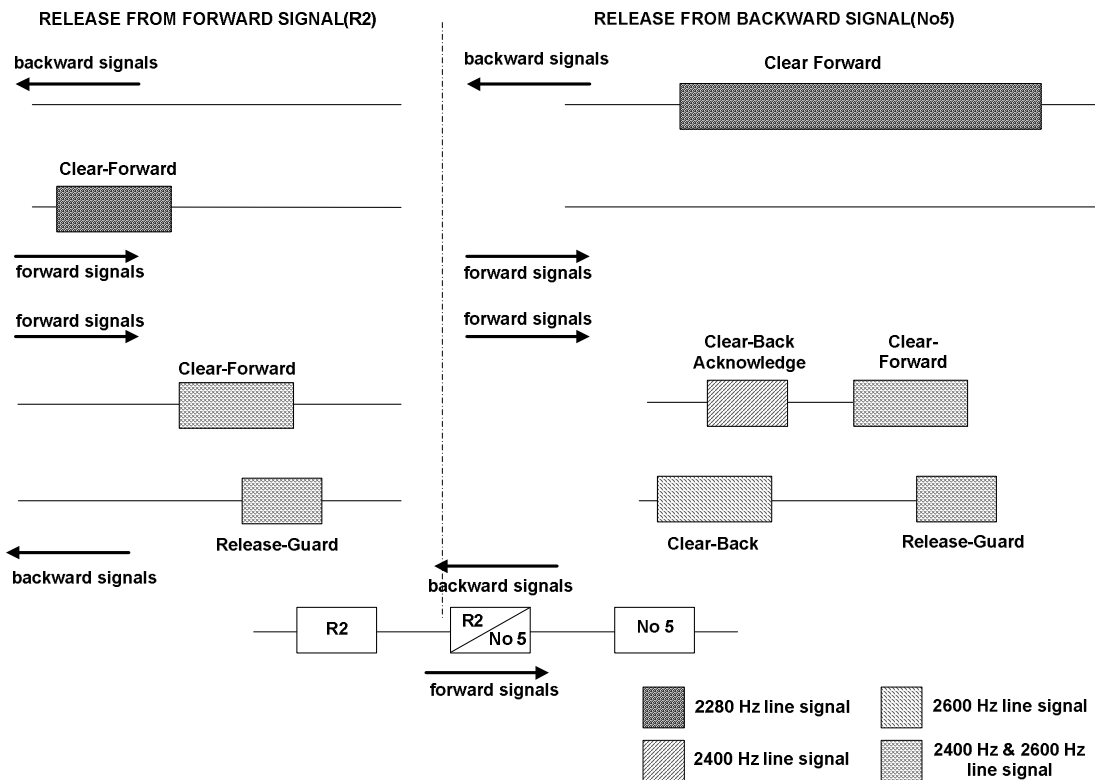 RELEASE FROM FORWARD SIGNAL(R2)
RELEASE FROM BACKWARD SIGNAL(No5)
backward signals
backward signals
Clear Forward
Clear-Forward
forward signals
forward signals
forward signals
forward signals
Clear-Forward
Clear-Back
Acknowledge
Clear-
Forward
Release-Guard
Clear-Back
Release-Guard
backward signals
backward signals
R2
R2
No 5
No 5
forward signals
2280 Hz line signal
2600 Hz line signal
2400 Hz line signal
2400 Hz & 2600 Hz
line signal